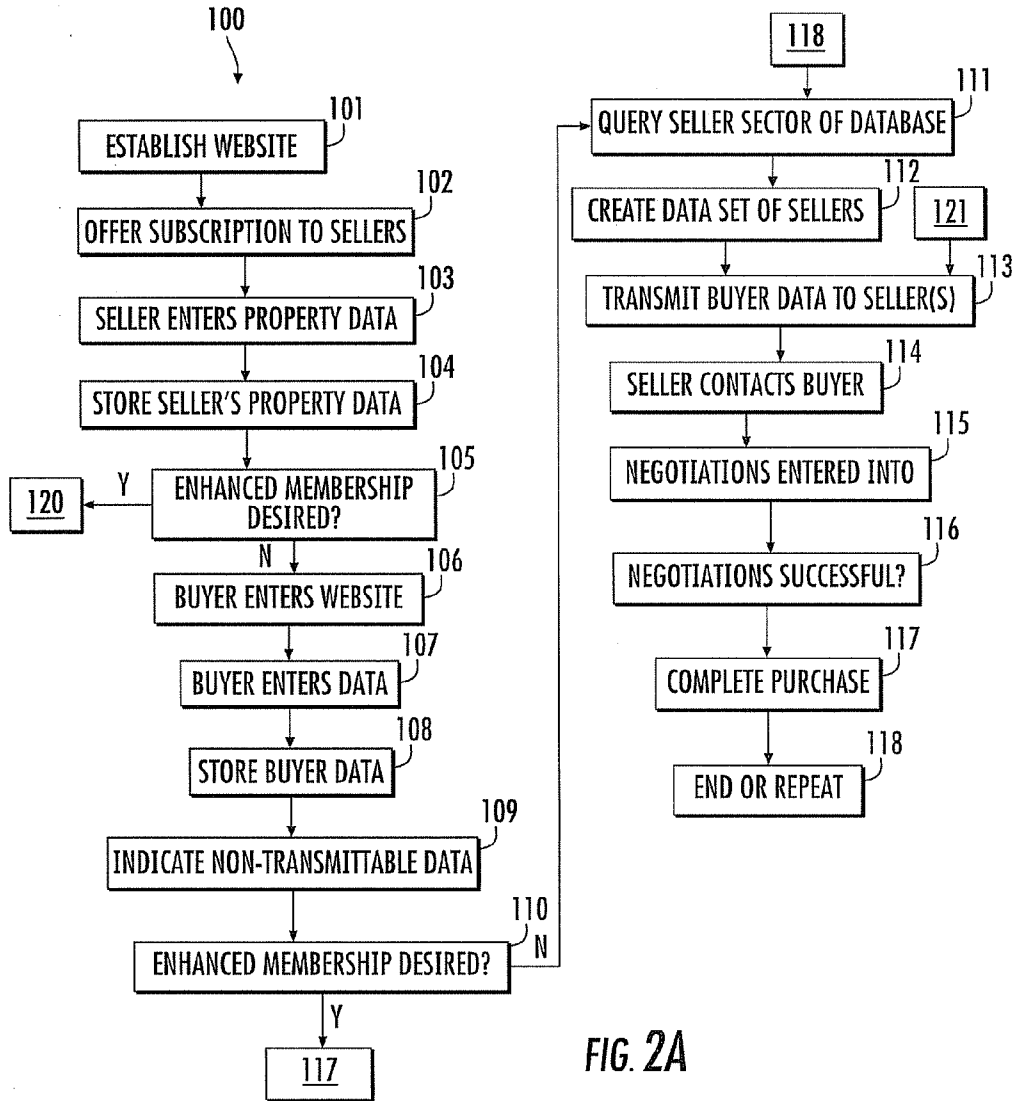 100
101
ESTABLISH WEBSITE
102
OFFER SUBSCRIPTION TO SELLERS
103
SELLER ENTERS PROPERTY DATA
104
STORE SELLER'S PROPERTY DATA
105
ENHANCED MEMBERSHIP
DESIRED?
Y
120
N
106
BUYER ENTERS WEBSITE
107
BUYER ENTERS DATA
108
STORE BUYER DATA
109
INDICATE NON-TRANSMITTABLE DATA
110
ENHANCED MEMBERSHIP DESIRED?
N
Y
117
118
111
QUERY SELLER SECTOR OF DATABASE
112
CREATE DATA SET OF SELLERS
121
113
TRANSMIT BUYER DATA TO SELLER(S)
114
SELLER CONTACTS BUYER
115
NEGOTIATIONS ENTERED INTO
116
NEGOTIATIONS SUCCESSFUL?
117
COMPLETE PURCHASE
118
END OR REPEAT
FIG. 2A